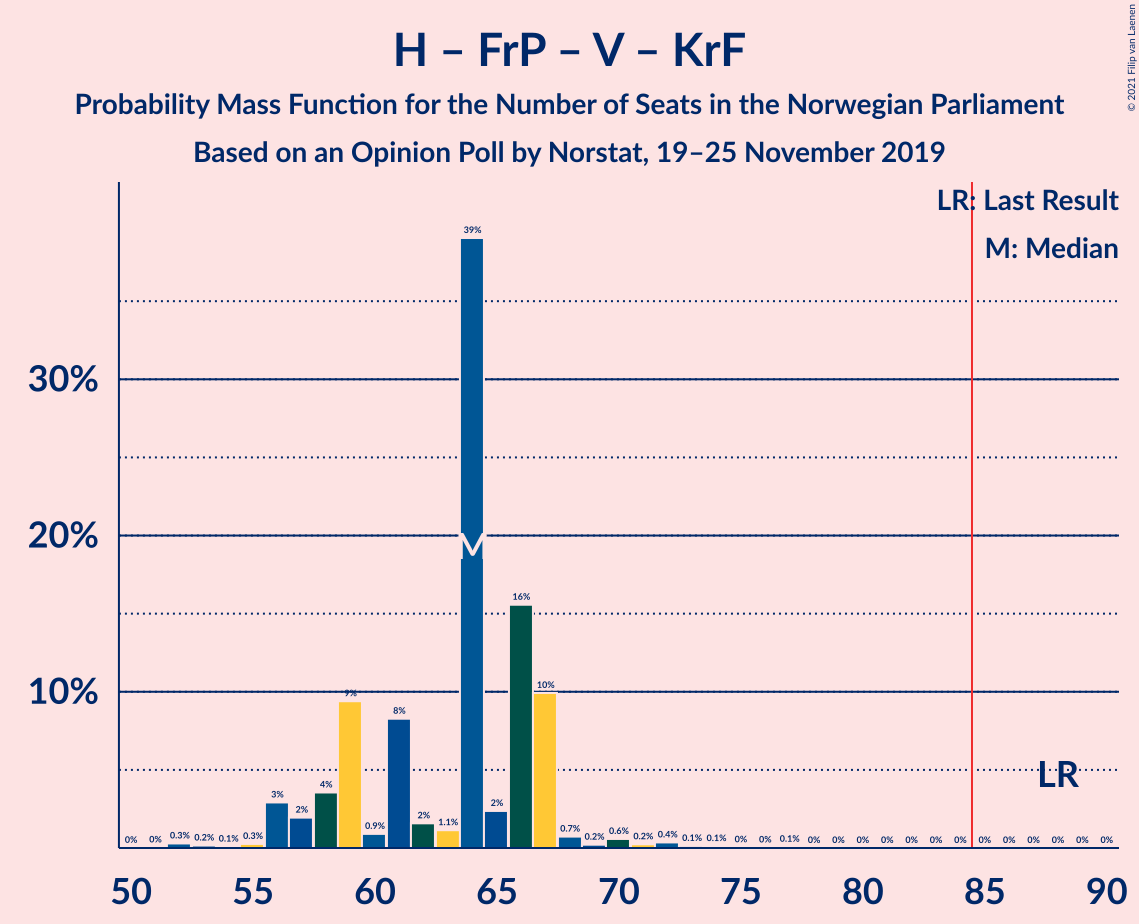 H – FrP – V – KrF
Probability Mass Function for the Number of Seats in the Norwegian Parliament
Based on an Opinion Poll by Norstat, 19–25 November 2019
© 2021 Filip van Laenen
LR: Last Result
M: Median
30%
20%
10%
0% 0% 0.3% 0.2% 0.1% 0.3% 3% 2% 4% 9% 0.9% 8% 2% 1.1% 39% 2% 16% 10% 0.7% 0.2% 0.6% 0.2% 0.4% 0.1% 0.1% 0% 0% 0.1% 0% 0% 0% 0% 0% 0% 0% 0% 0% 0% 0% 0% 0%
M
LR
50 55 60 65 70 75 80 85 90